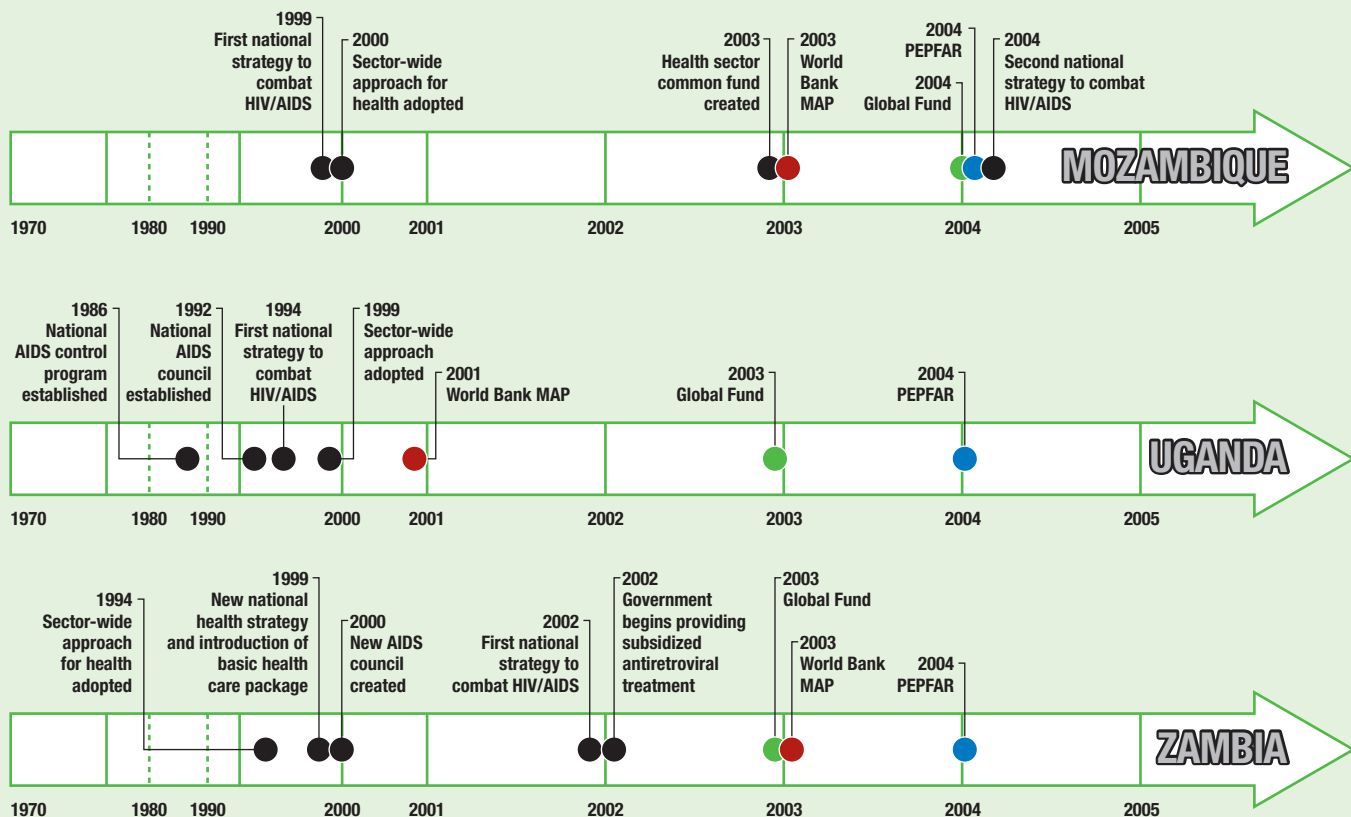 1999
First national
strategy to
combat
HIV/AIDS
2000
Sector-wide
approach for
health adopted
2003
Health sector
common fund
created
2003
World
Bank
MAP
2004
PEPFAR
2004
Global Fund
2004
Second national
strategy to combat
HIV/AIDS
MOZAMBIQUE
1970 1980 1990 2000 2001 2002 2003 2004 2005
1986
National
AIDS control
program
established
1992
National
AIDS
council
established
1994
First national
strategy to
combat
HIV/AIDS
1999
Sector-wide
approach
adopted
2001
World Bank MAP
2003
Global Fund
2004
PEPFAR
UGANDA
1970 1980 1990 2000 2001 2002 2003 2004 2005
1994
Sector-wide
approach
for health
adopted
1999
New national
health strategy
and introduction of
basic health
care package
2000
New AIDS
council
created
2002
First national
strategy to
combat HIV/AIDS
2002
Government
begins providing
subsidized
antiretroviral
treatment
2003
Global Fund
2003
World Bank
MAP
2004
PEPFAR
ZAMBIA
1970 1980 1990 2000 2001 2002 2003 2004 2005